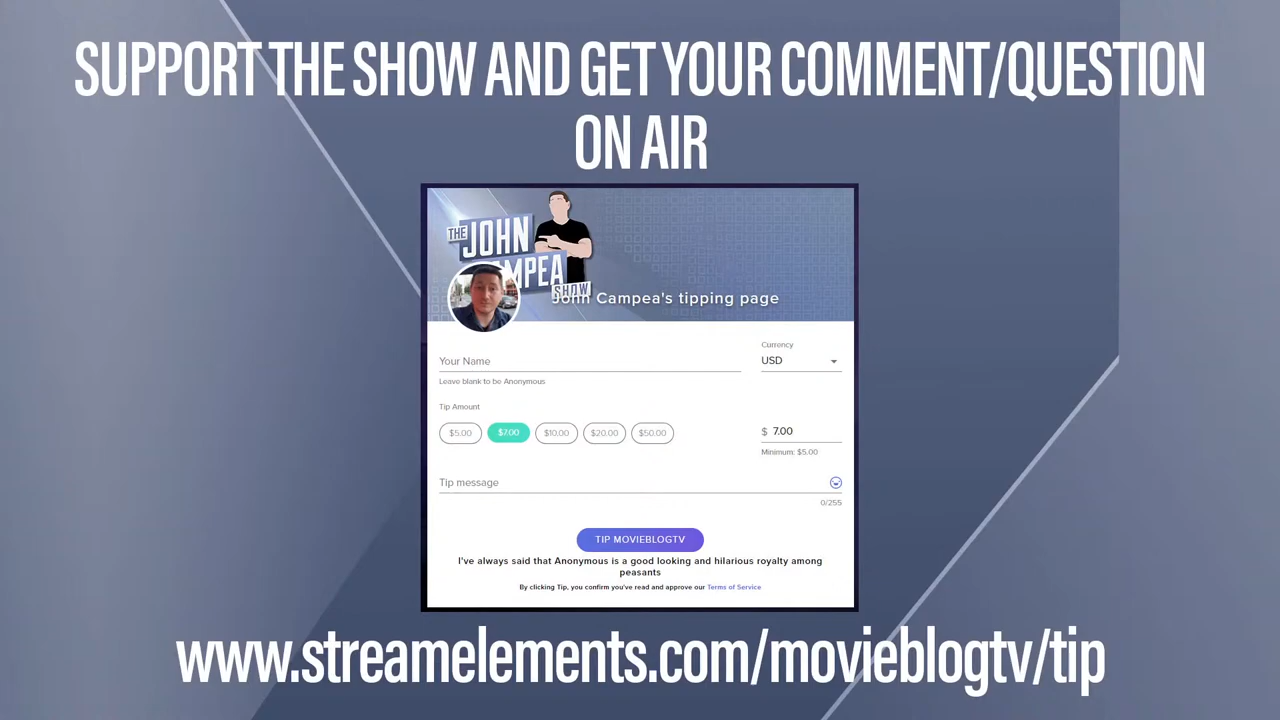 SUPPORT THE SHOW AND GET YOUR COMMENT/QUESTION
ON AIR
THE
JOHN
CAMPEA
SHOW
John Campea's tipping page
Your Name
Leave blank to be Anonymous
Currency
USD
Tip Amount
$5.00 $7.00 $10.00 $20.00 $50.00
$ 7.00
Minimum: $5.00
Tip message
0/255
TIP MOVIEBLOGTV
I've always said that Anonymous is a good looking and hilarious royalty among
peasants
By clicking Tip, you confirm you've read and approve our Terms of Service
www.streamelements.com/movieblogtv/tip